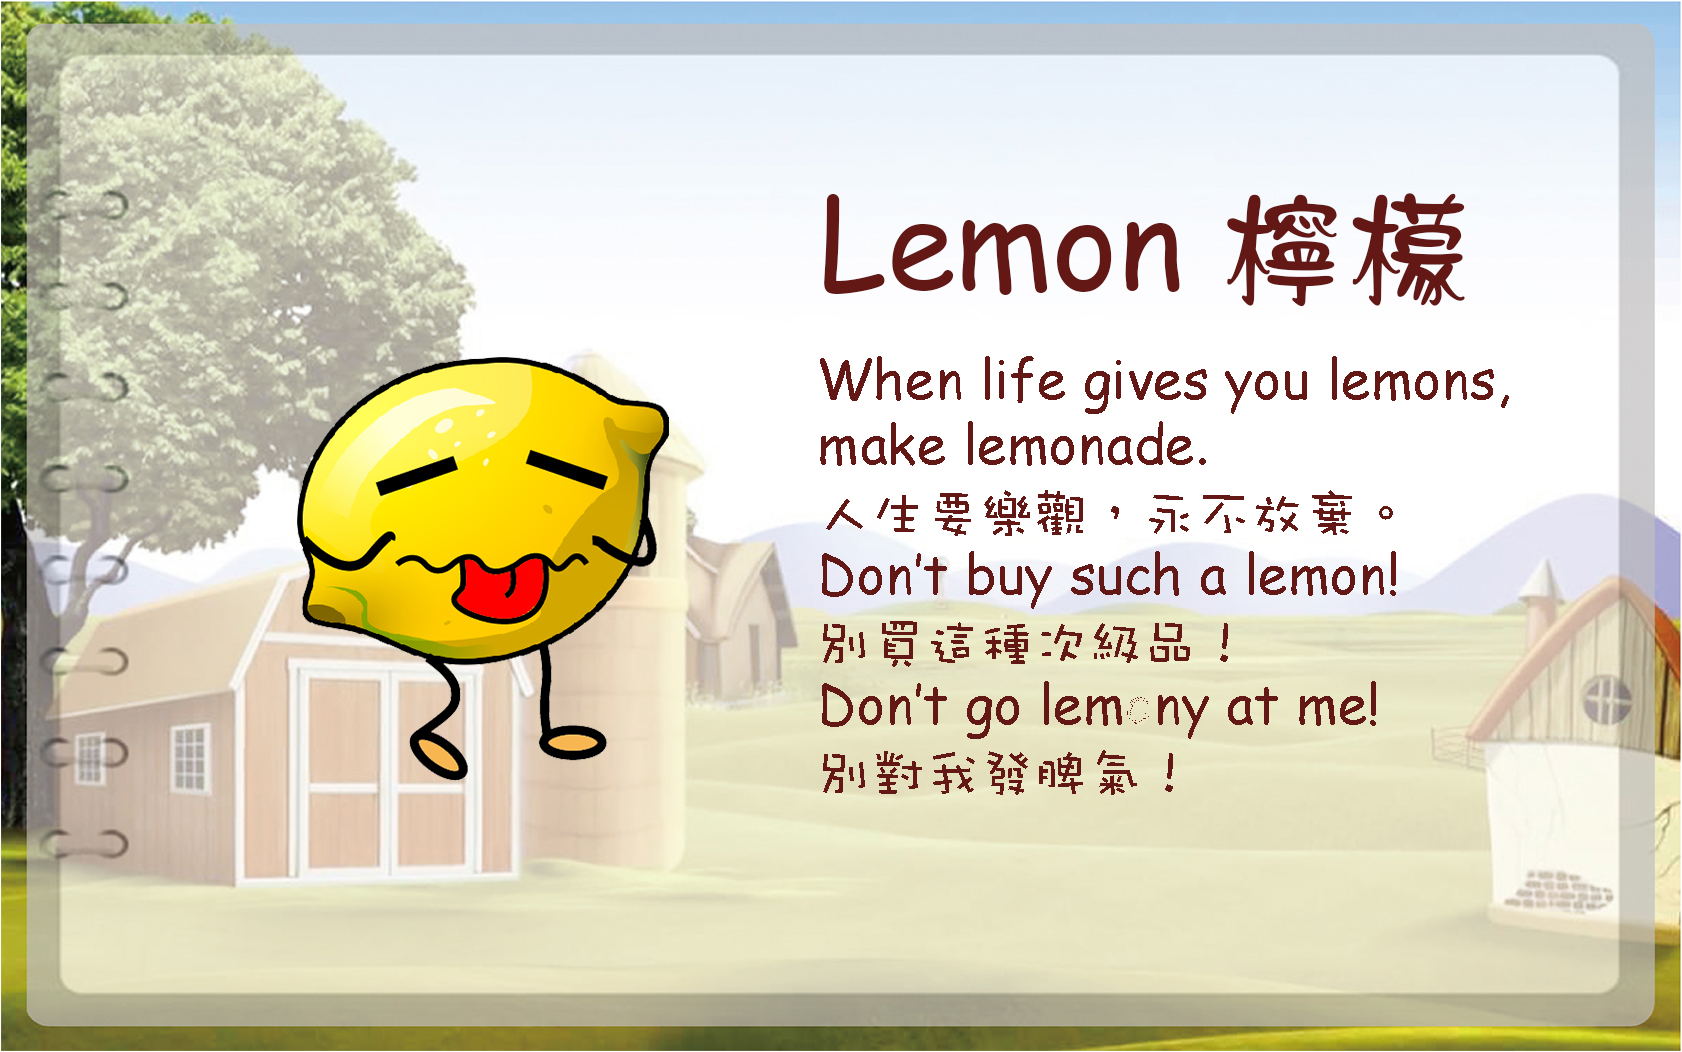 Lemon 檸檬
When life gives you lemons,
make lemonade.
人生要樂觀，永不放棄。
Don't buy such a lemon!
別買這種次級品！
Don't go at me!
別對我發脾氣！